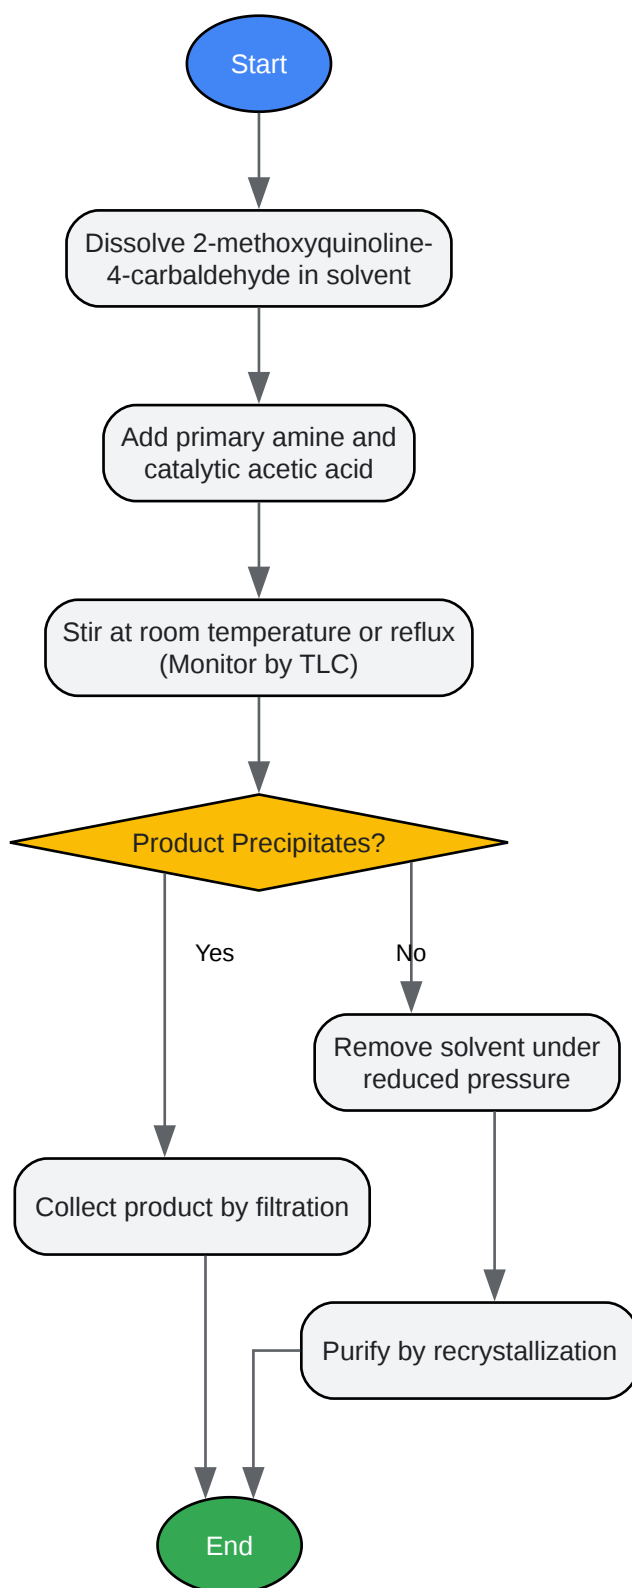 Start
Dissolve 2-methoxyquinoline-
4-carbaldehyde in solvent
Add primary amine and
catalytic acetic acid
Stir at room temperature or reflux
(Monitor by TLC)
Product Precipitates?
Yes
No
Remove solvent under
reduced pressure
Collect product by filtration
Purify by recrystallization
End